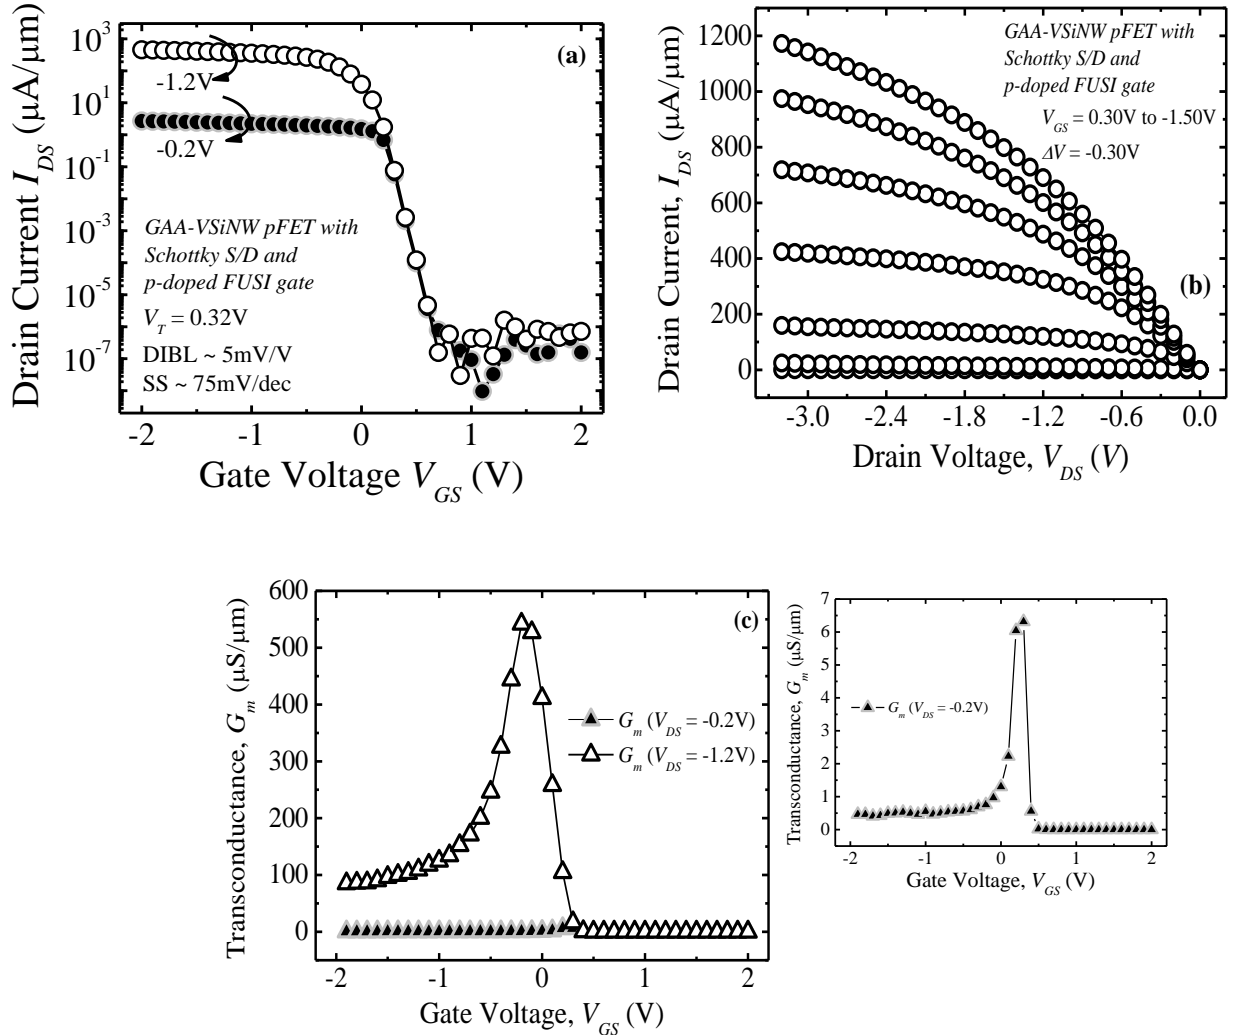 (a)
10³
10¹
10⁻¹
10⁻³
10⁻⁵
10⁻⁷
Drain Current I_DS (μA/μm)
-1.2V
-0.2V
GAA-VSiNW pFET with
Schottky S/D and
p-doped FUSI gate
V_T = 0.32V
DIBL ~ 5mV/V
SS ~ 75mV/dec
-2 -1 0 1 2
Gate Voltage V_GS (V)
1200
1000
800
600
400
200
0
Drain Current, I_DS (μA/μm)
GAA-VSiNW pFET with
Schottky S/D and
p-doped FUSI gate
V_GS = 0.30V to -1.50V
ΔV = -0.30V
(b)
-3.0 -2.4 -1.8 -1.2 -0.6 0.0
Drain Voltage, V_DS (V)
600
500
400
300
200
100
0
Transconductance, G_m (μS/μm)
(c)
G_m (V_DS = -0.2V)
G_m (V_DS = -1.2V)
-2 -1 0 1 2
Gate Voltage, V_GS (V)
7
6
5
4
3
2
1
0
Transconductance, G_m (μS/μm)
G_m (V_DS = -0.2V)
-2 -1 0 1 2
Gate Voltage, V_GS (V)